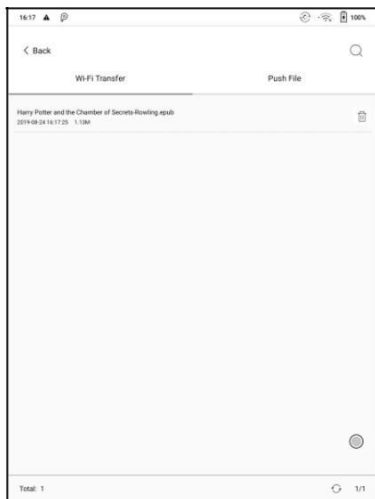 16:17 100%
Back
Wi-Fi Transfer Push File
Harry Potter and the Chamber of Secrets-Rowling.epub
2019-08-24 16:17:25 1.13M
Total: 1 1/1